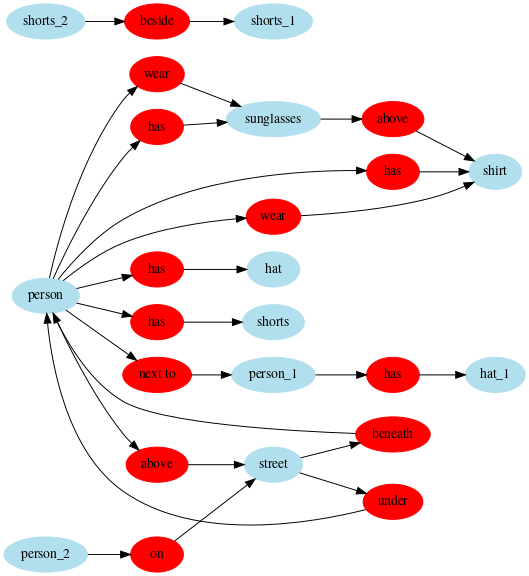 shorts_2 beside shorts_1
wear
has sunglasses above
has shirt
wear
has hat
person
has shorts
next to person_1 has hat_1
beneath
above street
under
person_2 on